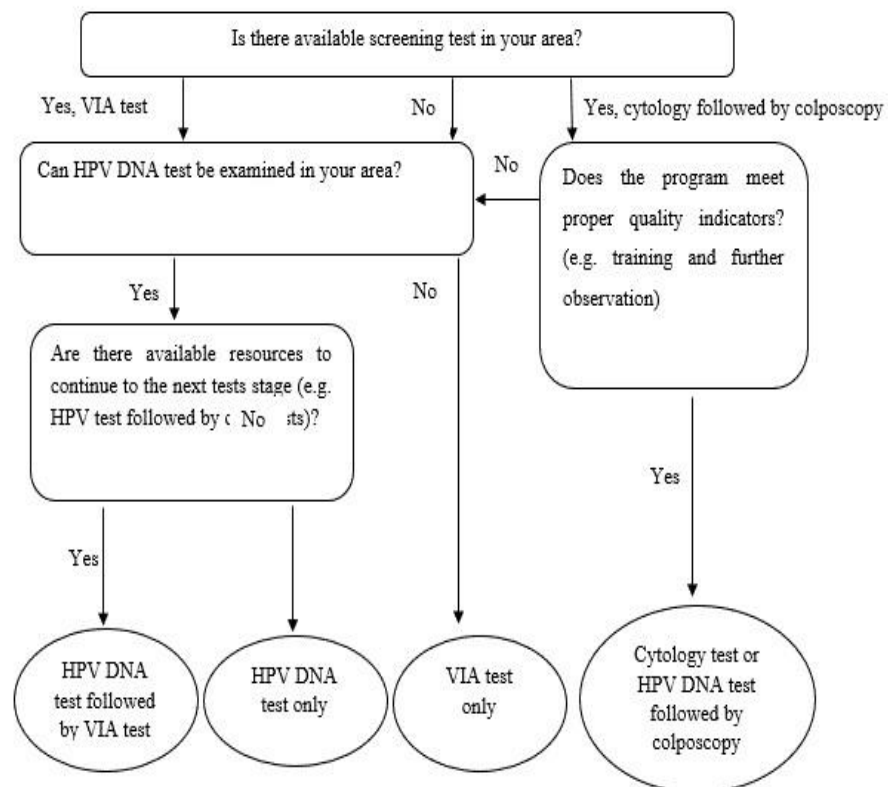 Is there available screening test in your area?
Yes, VIA test
No
Yes, cytology followed by colposcopy
Can HPV DNA test be examined in your area?
No
Does the program meet
proper quality indicators?
(e.g. training and further
observation)
Yes
No
Are there available resources to
continue to the next tests stage (e.g.
HPV test followed by No sts)?
Yes
Yes
HPV DNA
test followed
by VIA test
HPV DNA
test only
VIA test
only
Cytology test or
HPV DNA test
followed by
colposcopy